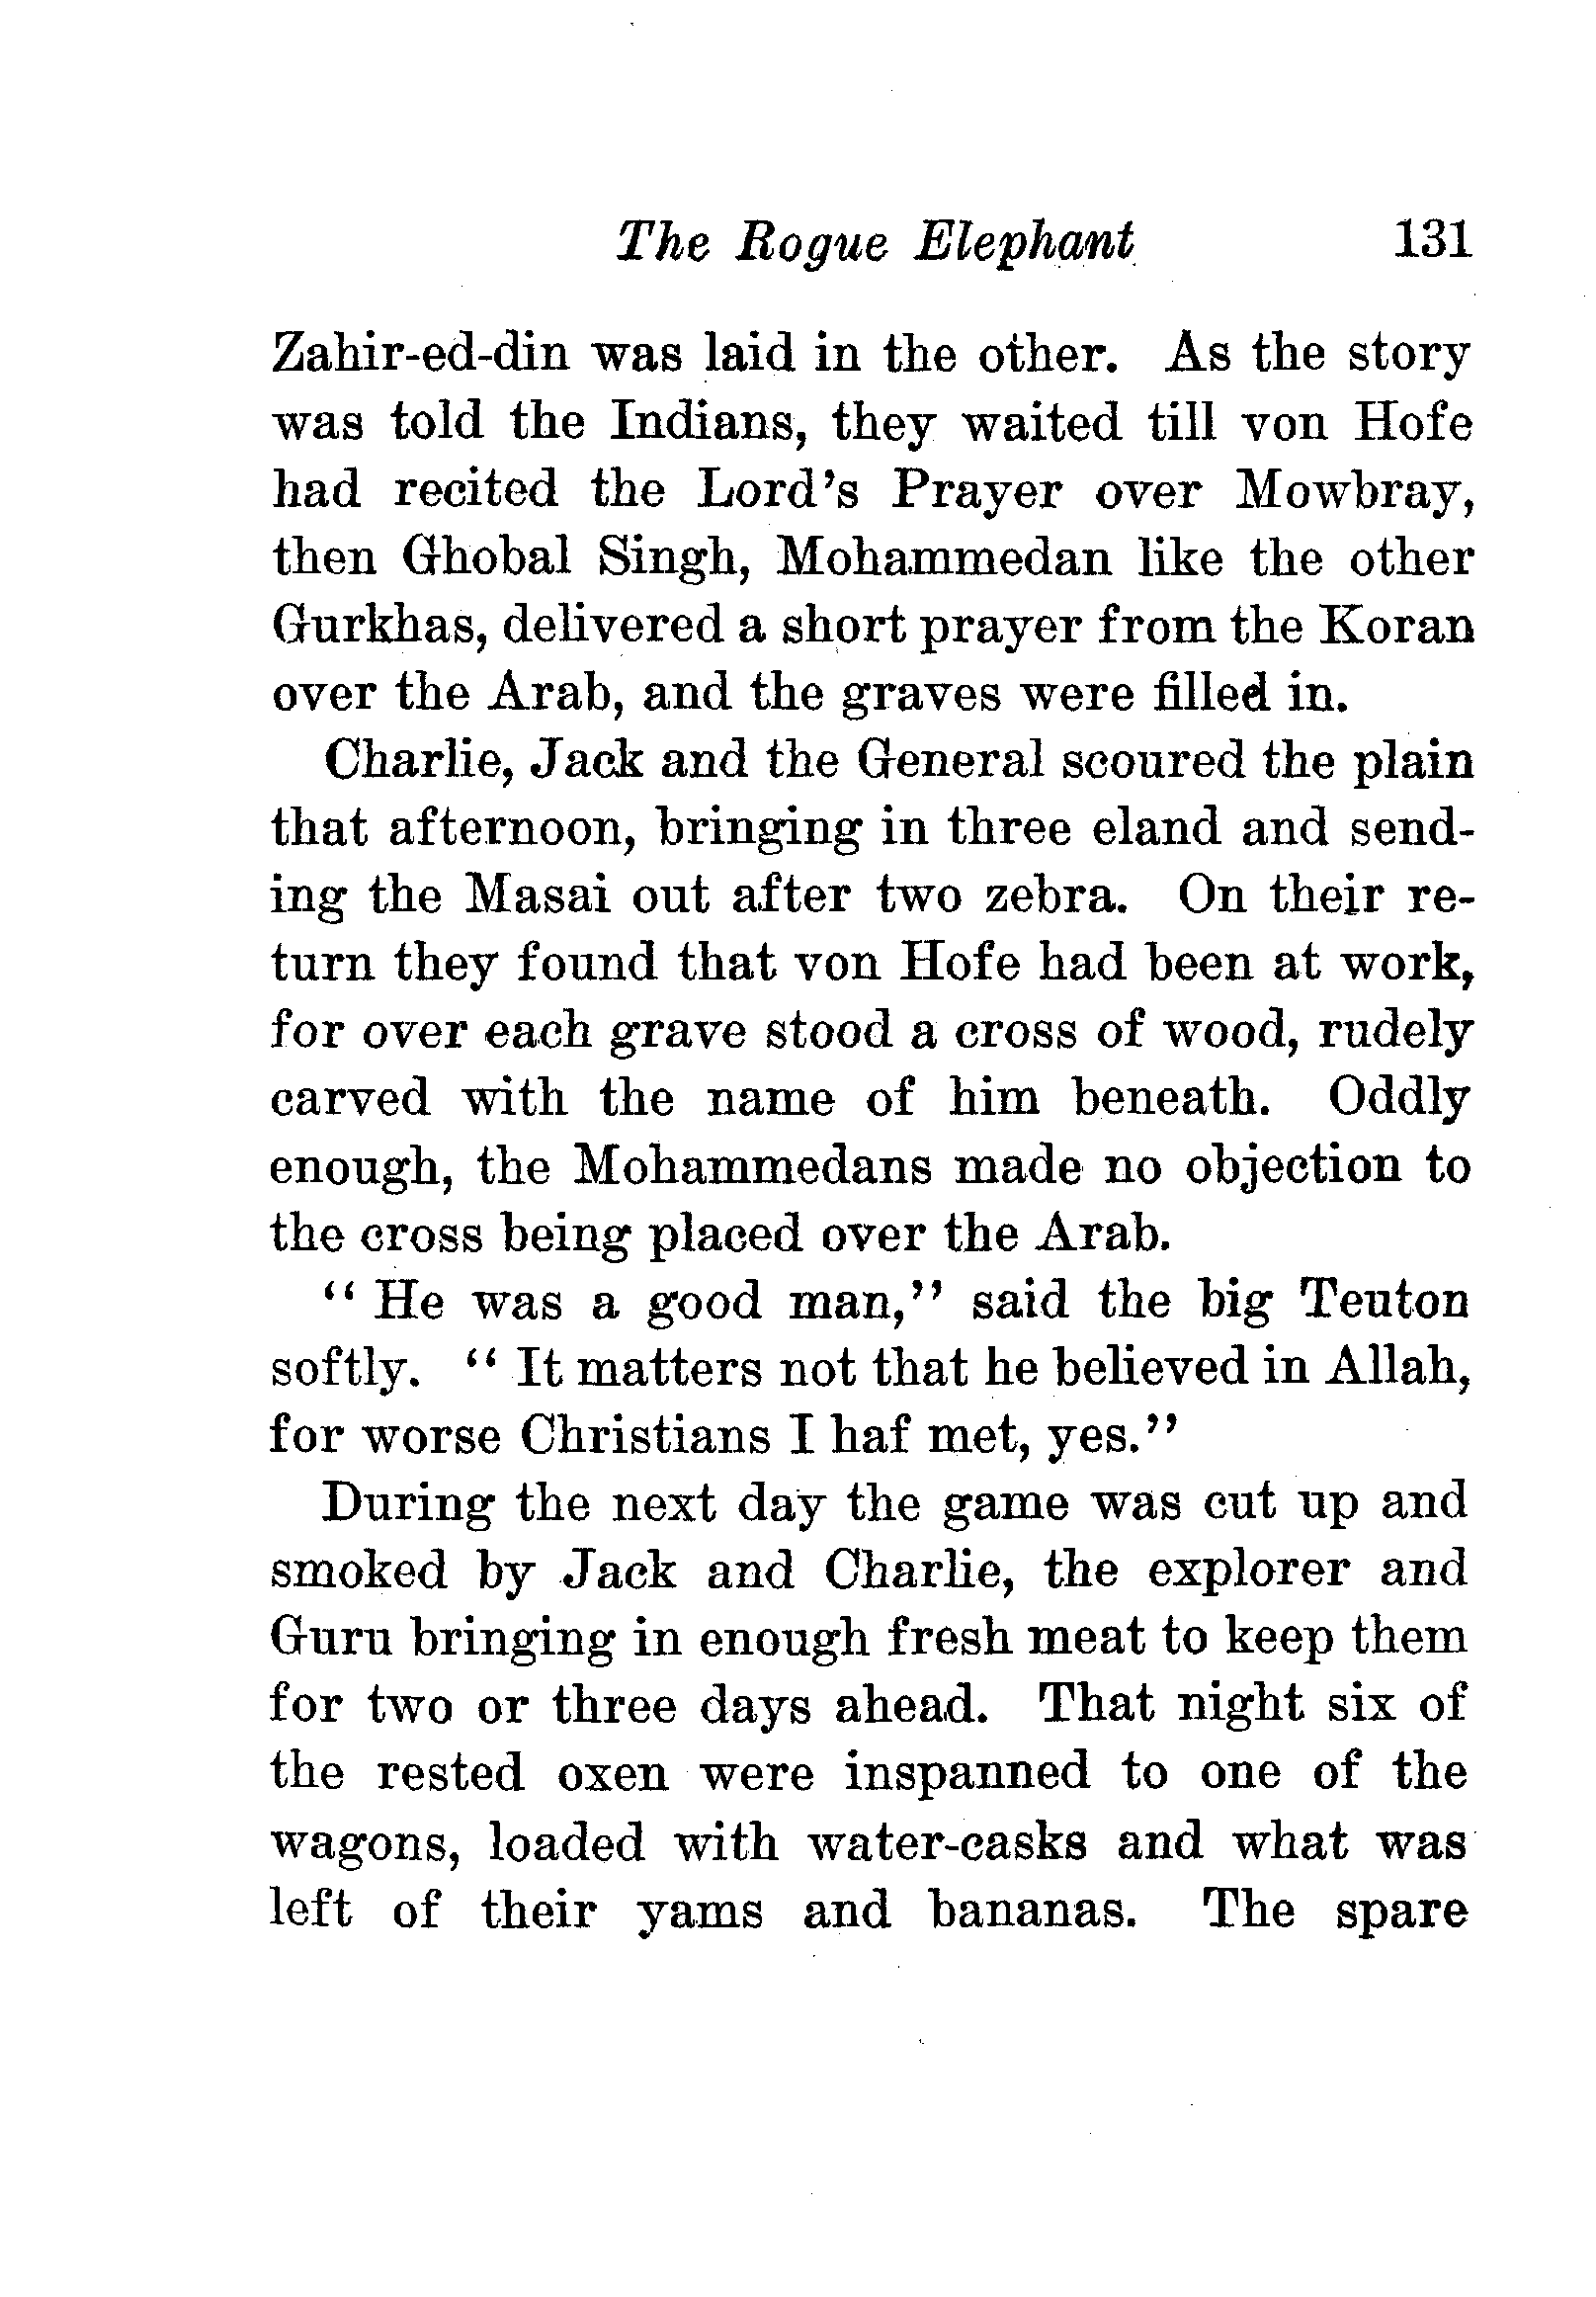 The Rogue Elephant 131
Zahir-ed-din was laid in the other. As the story
was told the Indians, they waited till von Hofe
had recited the Lord's Prayer over Mowbray,
then Ghobal Singh, Mohammedan like the other
Gurkhas, delivered a short prayer from the Koran
over the Arab, and the graves were filled in.
Charlie, Jack and the General scoured the plain
that afternoon, bringing in three eland and send-
ing the Masai out after two zebra. On their re-
turn they found that von Hofe had been at work,
for over each grave stood a cross of wood, rudely
carved with the name of him beneath. Oddly
enough, the Mohammedans made no objection to
the cross being placed over the Arab.
"He was a good man," said the big Teuton
softly. "It matters not that he believed in Allah,
for worse Christians I haf met, yes."
During the next day the game was cut up and
smoked by Jack and Charlie, the explorer and
Guru bringing in enough fresh meat to keep them
for two or three days ahead. That night six of
the rested oxen were inspanned to one of the
wagons, loaded with water-casks and what was
left of their yams and bananas. The spare